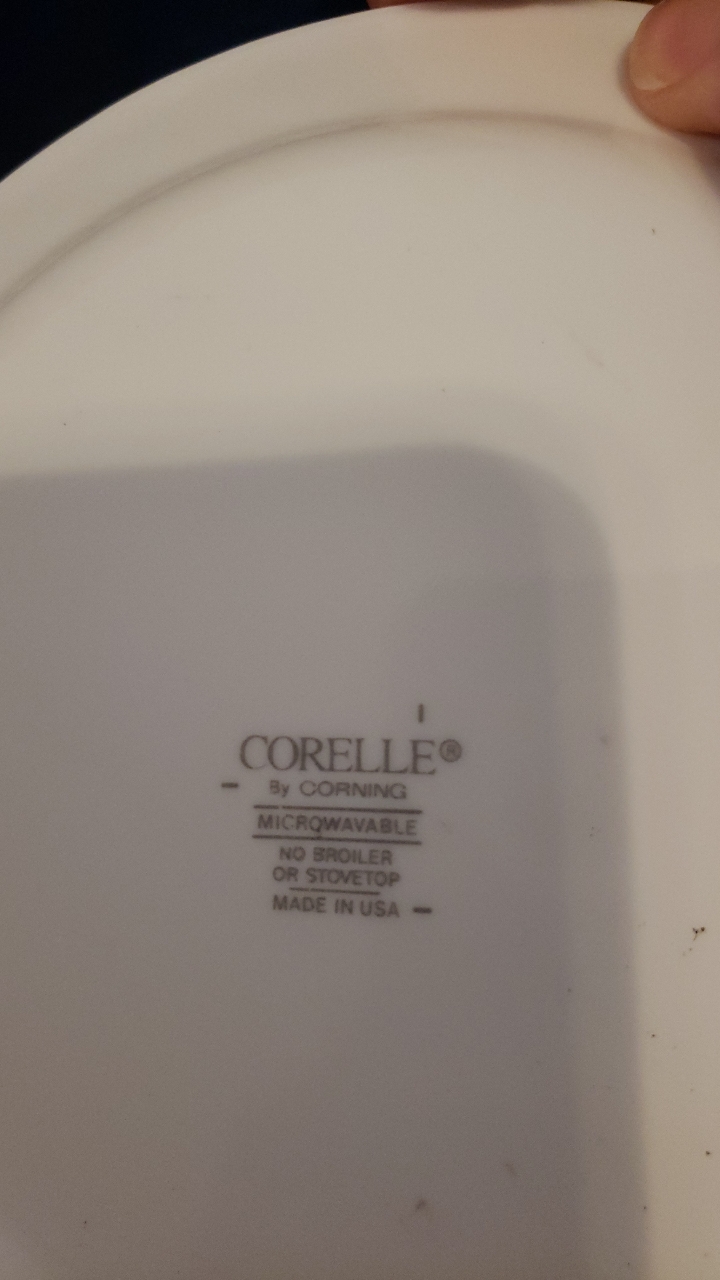 CORELLE®
By CORNING
MICROWAVABLE
NO BROILER
OR STOVETOP
MADE IN USA